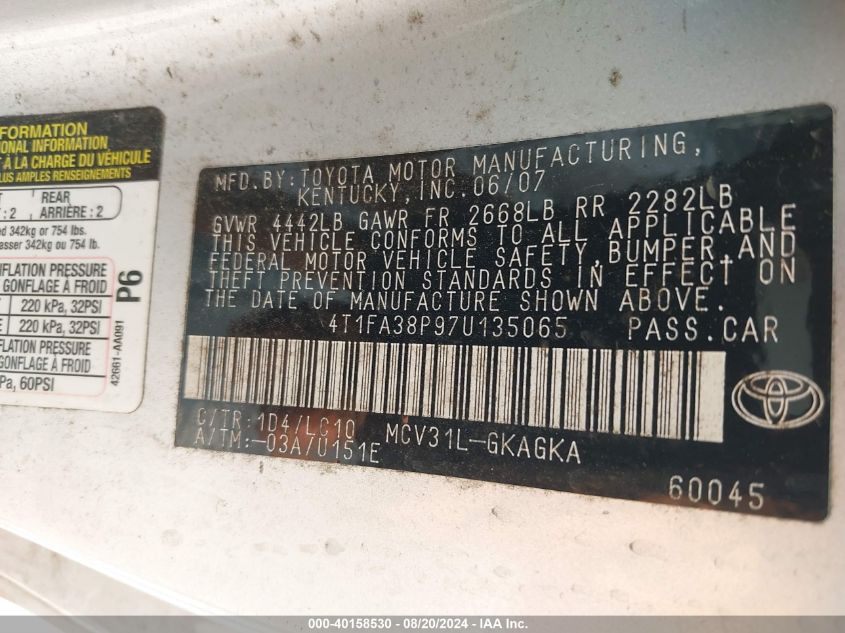 FORMATION
ONAL INFORMATION
T À LA CHARGE DU VÉHICULE
LUS AMPLES RENSEIGNEMENTS
REAR
: 2 ARRIÈRE : 2
ed 342kg or 754 lbs.
asser 342kg ou 754 lb.
FLATION PRESSURE
GONFLAGE À FROID
220 kPa, 32PSI
E 220 kPa, 32PSI
FLATION PRESSURE
GONFLAGE À FROID
Pa, 60PSI
P6
42661-AA091
MFD.BY:TOYOTA MOTOR MANUFACTURING,
KENTUCKY,INC.06/07
GVWR 4442LB GAWR FR 2668LB RR 2282LB
THIS VEHICLE CONFORMS TO ALL APPLICABLE
FEDERAL MOTOR VEHICLE SAFETY,BUMPER,AND
THEFT PREVENTION STANDARDS IN EFFECT ON
THE DATE OF MANUFACTURE SHOWN ABOVE.
4T1FA38P97U135065 PASS.CAR
C/TR:1D4/LC10 MCV31L-GKAGKA
A/TM:-03A/U151E
60045
000-40158530 - 08/20/2024 - IAA Inc.